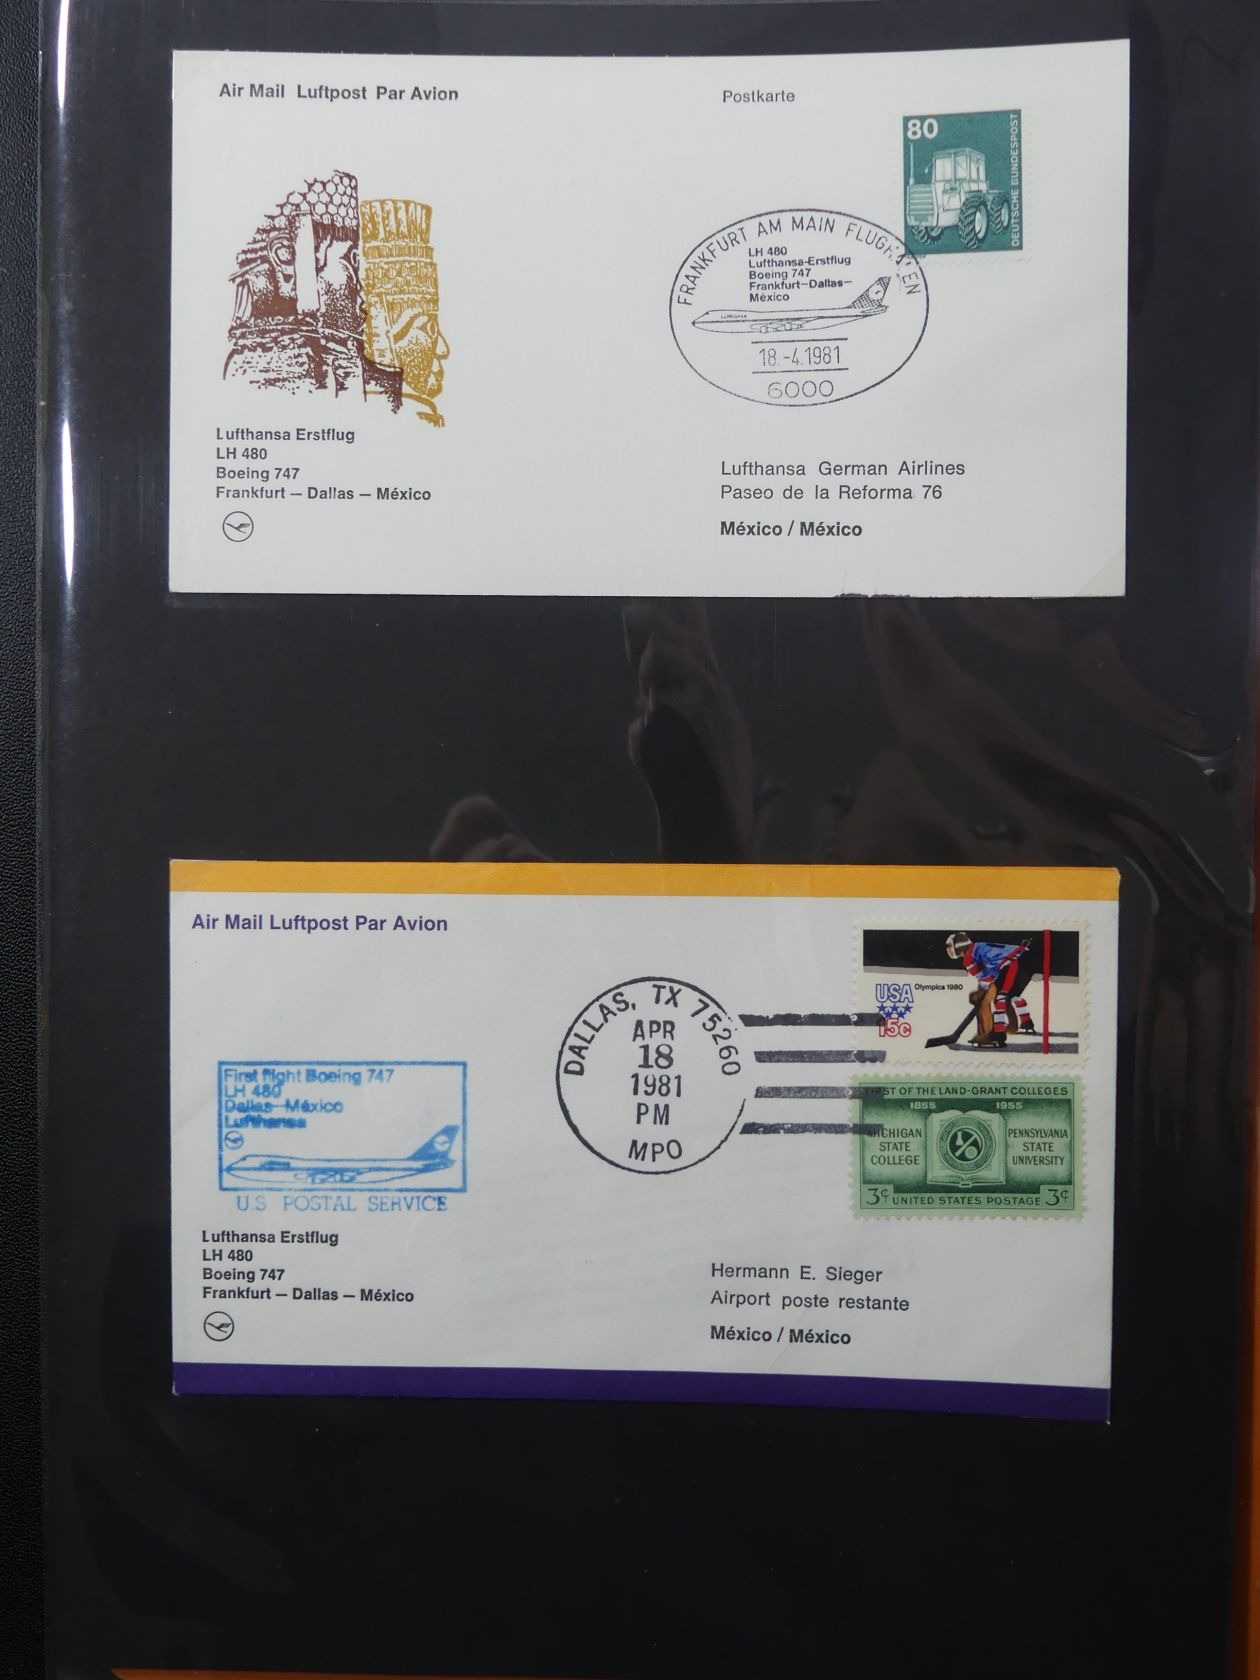 Air Mail Luftpost Par Avion
Postkarte
80
DEUTSCHE BUNDESPOST
FRANKFURT AM MAIN FLUGHAFEN
LH 480
Lufthansa-Erstflug
Boeing 747
Frankfurt–Dallas–
México
Lufthansa
18.-4.1981
6000
Lufthansa Erstflug
LH 480
Boeing 747
Frankfurt – Dallas – México
Lufthansa German Airlines
Paseo de la Reforma 76
México / México
Air Mail Luftpost Par Avion
USA
15c
Olympics 1980
DALLAS, TX 75260
APR
18
1981
PM
MPO
FIRST OF THE LAND-GRANT COLLEGES
1855 1955
MICHIGAN
STATE
COLLEGE
PENNSYLVANIA
STATE
UNIVERSITY
3¢ UNITED STATES POSTAGE 3¢
First flight Boeing 747
LH 480
Dallas–México
Lufthansa
U.S POSTAL SERVICE
Lufthansa Erstflug
LH 480
Boeing 747
Frankfurt – Dallas – México
Hermann E. Sieger
Airport poste restante
México / México